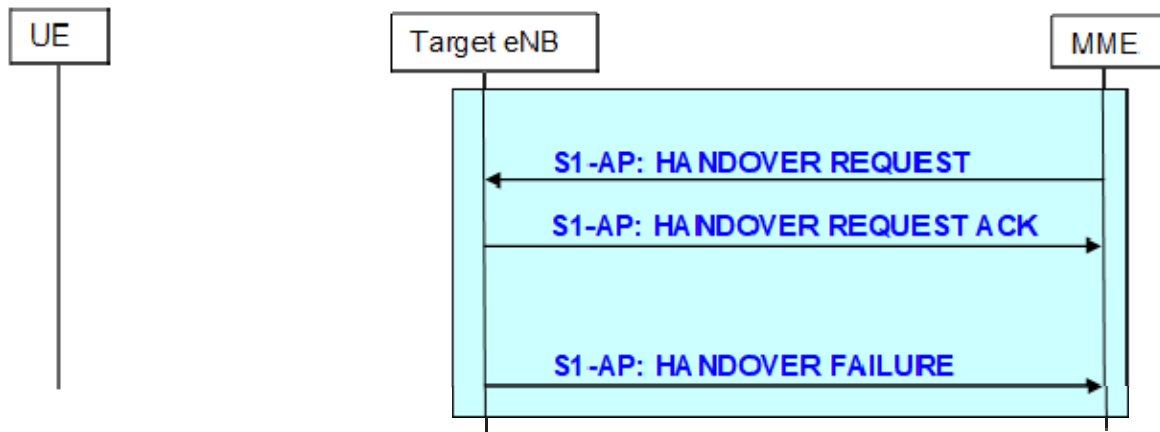 UE
Target eNB
MME
S1-AP: HANDOVER REQUEST
S1-AP: HANDOVER REQUEST ACK
S1-AP: HANDOVER FAILURE